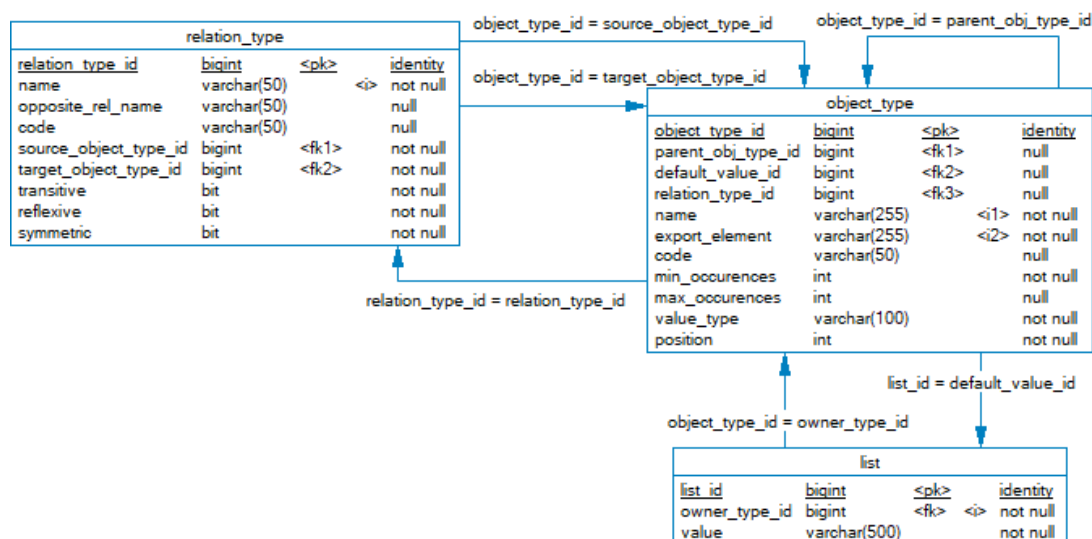 object_type_id = source_object_type_id
object_type_id = parent_obj_type_id
relation_type
relation_type_id bigint <pk> identity
name varchar(50) <i> not null
opposite_rel_name varchar(50) null
code varchar(50) null
source_object_type_id bigint <fk1> not null
target_object_type_id bigint <fk2> not null
transitive bit not null
reflexive bit not null
symmetric bit not null
object_type_id = target_object_type_id
object_type
object_type_id bigint <pk> identity
parent_obj_type_id bigint <fk1> null
default_value_id bigint <fk2> null
relation_type_id bigint <fk3> null
name varchar(255) <i1> not null
export_element varchar(255) <i2> not null
code varchar(50) null
min_occurences int not null
max_occurences int null
value_type varchar(100) not null
position int not null
relation_type_id = relation_type_id
list_id = default_value_id
object_type_id = owner_type_id
list
list_id bigint <pk> identity
owner_type_id bigint <fk> <i> not null
value varchar(500) not null